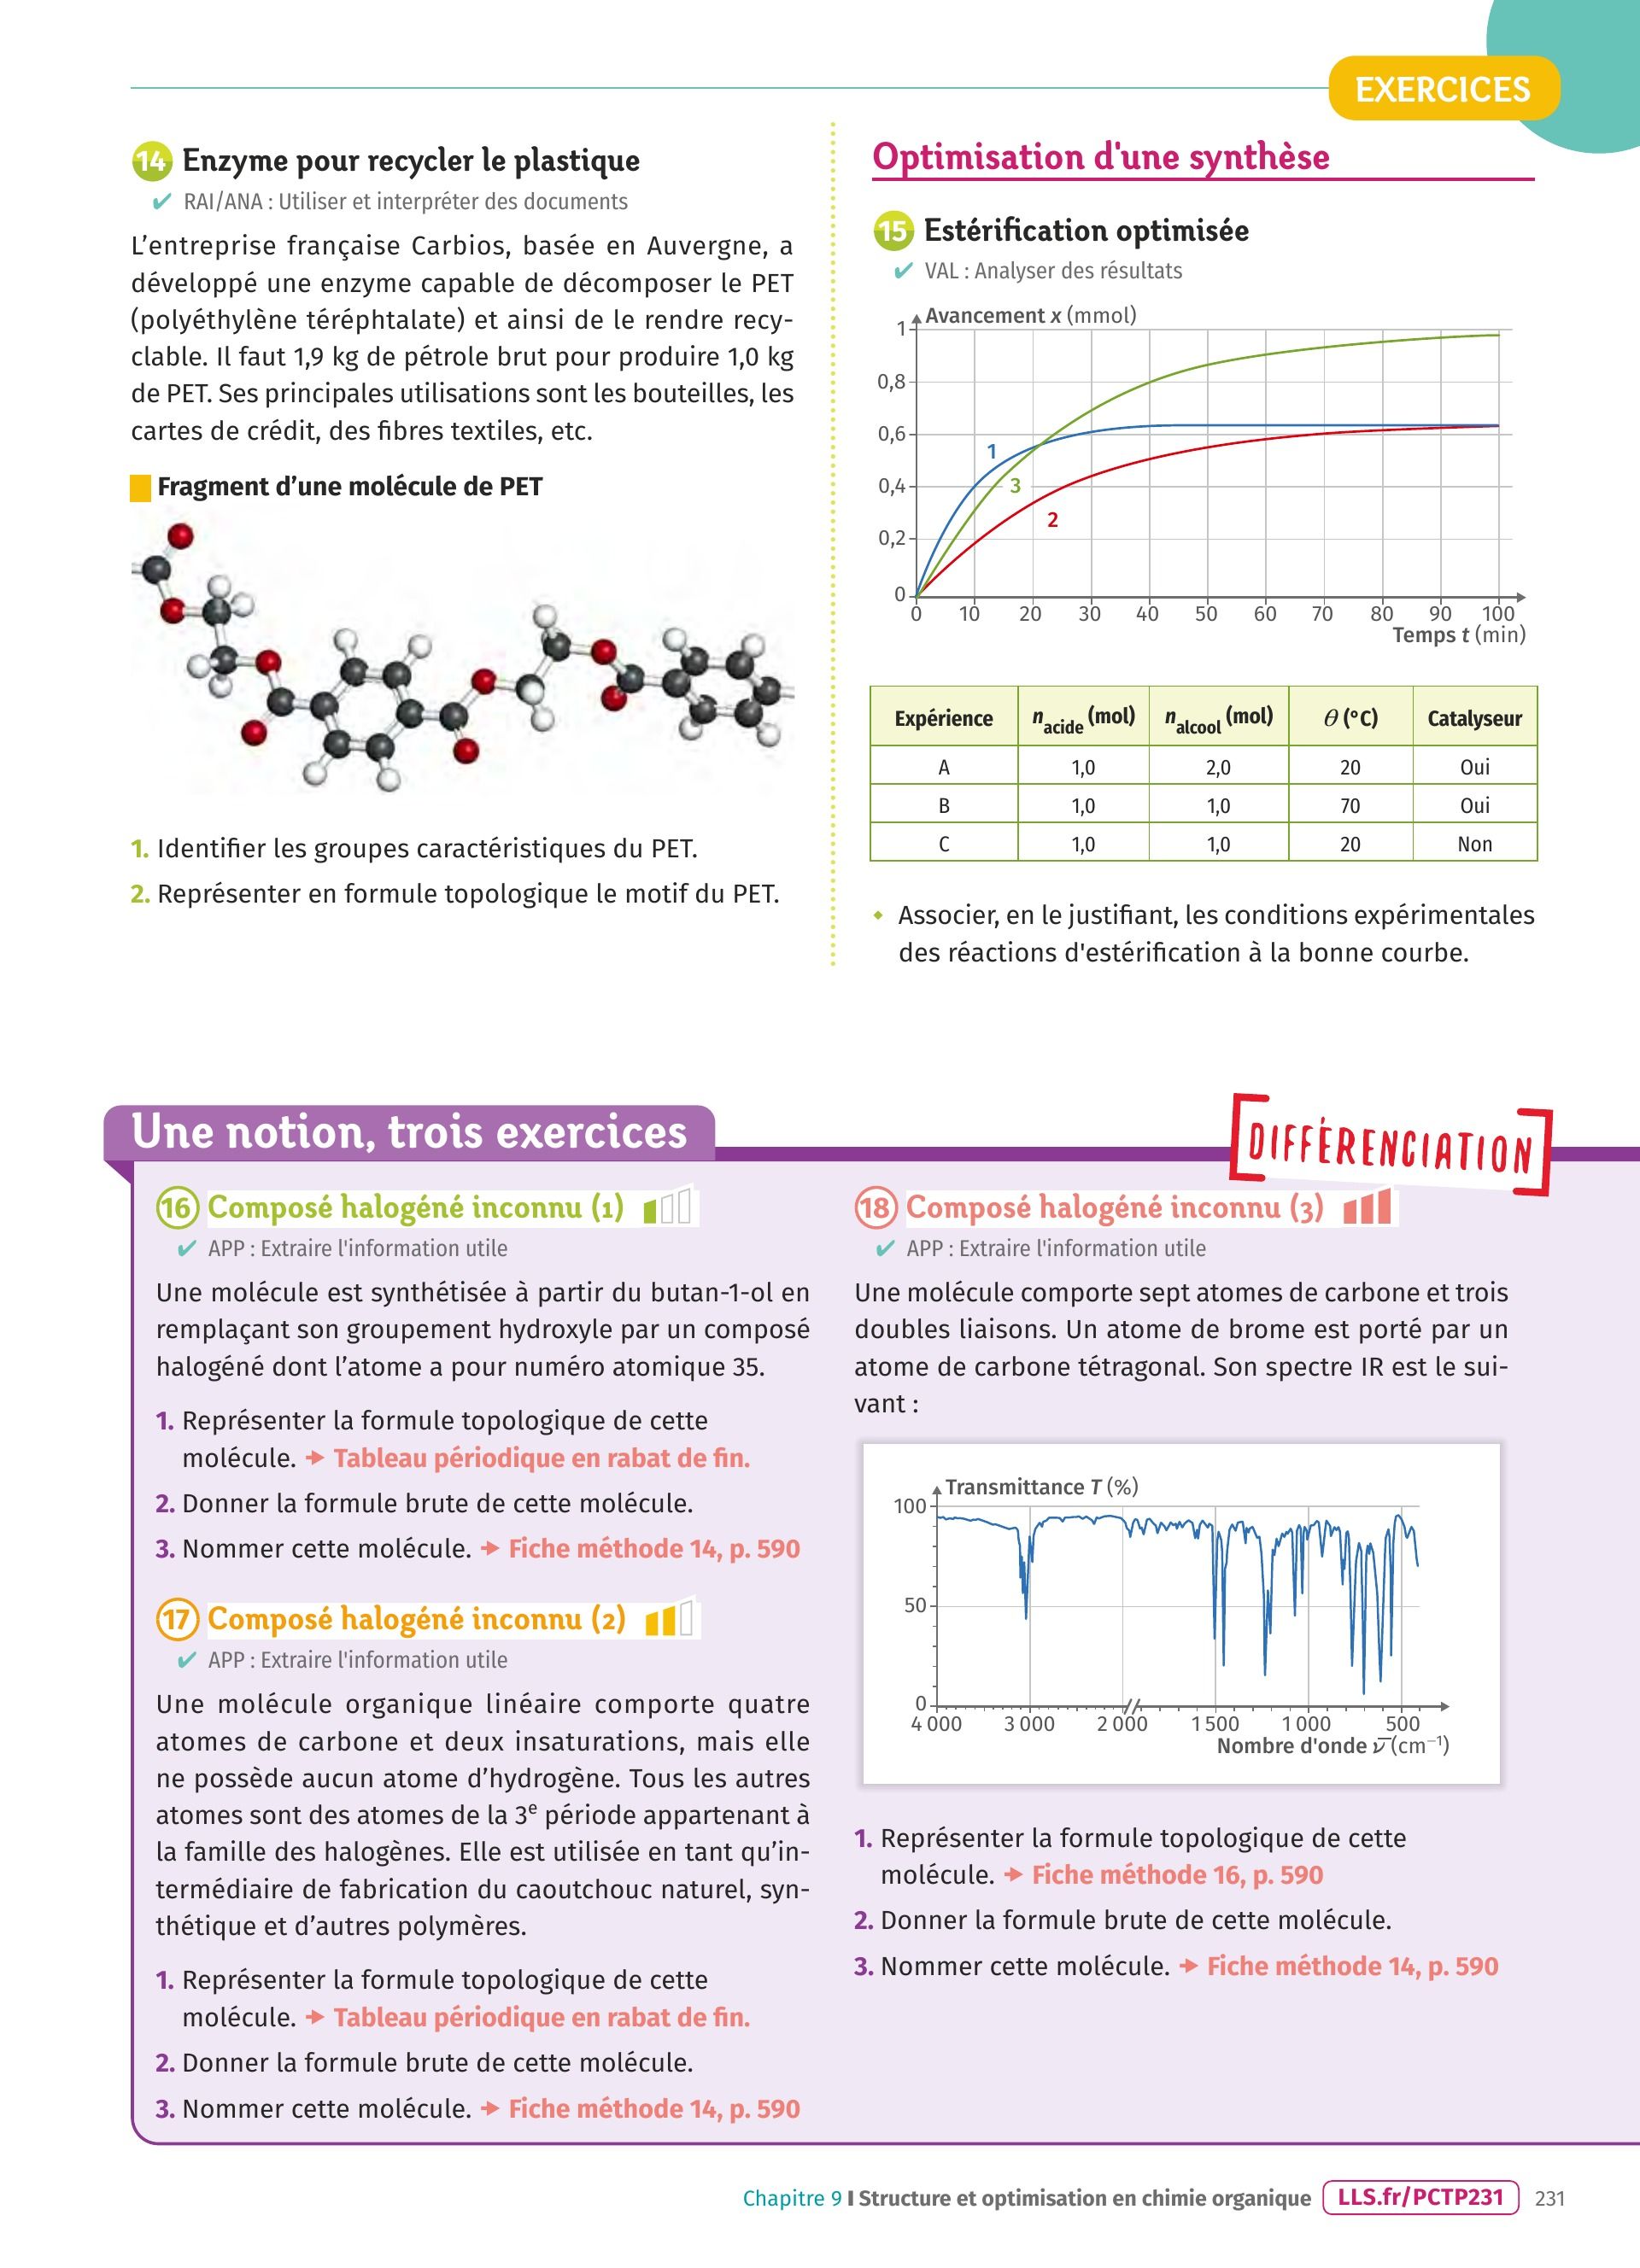 EXERCICES
14 Enzyme pour recycler le plastique
✔ RAI/ANA : Utiliser et interpréter des documents
L’entreprise française Carbios, basée en Auvergne, a
développé une enzyme capable de décomposer le PET
(polyéthylène téréphtalate) et ainsi de le rendre recy-
clable. Il faut 1,9 kg de pétrole brut pour produire 1,0 kg
de PET. Ses principales utilisations sont les bouteilles, les
cartes de crédit, des fibres textiles, etc.
Fragment d’une molécule de PET
1. Identifier les groupes caractéristiques du PET.
2. Représenter en formule topologique le motif du PET.
Optimisation d'une synthèse
15 Estérification optimisée
✔ VAL : Analyser des résultats
Avancement x (mmol)
1
0,8
0,6
0,4
0,2
0
1
3
2
0 10 20 30 40 50 60 70 80 90 100
Temps t (min)
Expérience n acide (mol) n alcool (mol) θ (°C) Catalyseur
A 1,0 2,0 20 Oui
B 1,0 1,0 70 Oui
C 1,0 1,0 20 Non
Associer, en le justifiant, les conditions expérimentales
des réactions d'estérification à la bonne courbe.
Une notion, trois exercices
DIFFÉRENCIATION
16 Composé halogéné inconnu (1)
✔ APP : Extraire l'information utile
Une molécule est synthétisée à partir du butan-1-ol en
remplaçant son groupement hydroxyle par un composé
halogéné dont l’atome a pour numéro atomique 35.
1. Représenter la formule topologique de cette
molécule. ➜ Tableau périodique en rabat de fin.
2. Donner la formule brute de cette molécule.
3. Nommer cette molécule. ➜ Fiche méthode 14, p. 590
17 Composé halogéné inconnu (2)
✔ APP : Extraire l'information utile
Une molécule organique linéaire comporte quatre
atomes de carbone et deux insaturations, mais elle
ne possède aucun atome d’hydrogène. Tous les autres
atomes sont des atomes de la 3e période appartenant à
la famille des halogènes. Elle est utilisée en tant qu’in-
termédiaire de fabrication du caoutchouc naturel, syn-
thétique et d’autres polymères.
1. Représenter la formule topologique de cette
molécule. ➜ Tableau périodique en rabat de fin.
2. Donner la formule brute de cette molécule.
3. Nommer cette molécule. ➜ Fiche méthode 14, p. 590
18 Composé halogéné inconnu (3)
✔ APP : Extraire l'information utile
Une molécule comporte sept atomes de carbone et trois
doubles liaisons. Un atome de brome est porté par un
atome de carbone tétragonal. Son spectre IR est le sui-
vant :
Transmittance T (%)
100
50
0
4 000 3 000 2 000 1 500 1 000 500
Nombre d'onde ν̅ (cm⁻¹)
1. Représenter la formule topologique de cette
molécule. ➜ Fiche méthode 16, p. 590
2. Donner la formule brute de cette molécule.
3. Nommer cette molécule. ➜ Fiche méthode 14, p. 590
Chapitre 9 I Structure et optimisation en chimie organique LLS.fr/PCTP231 231